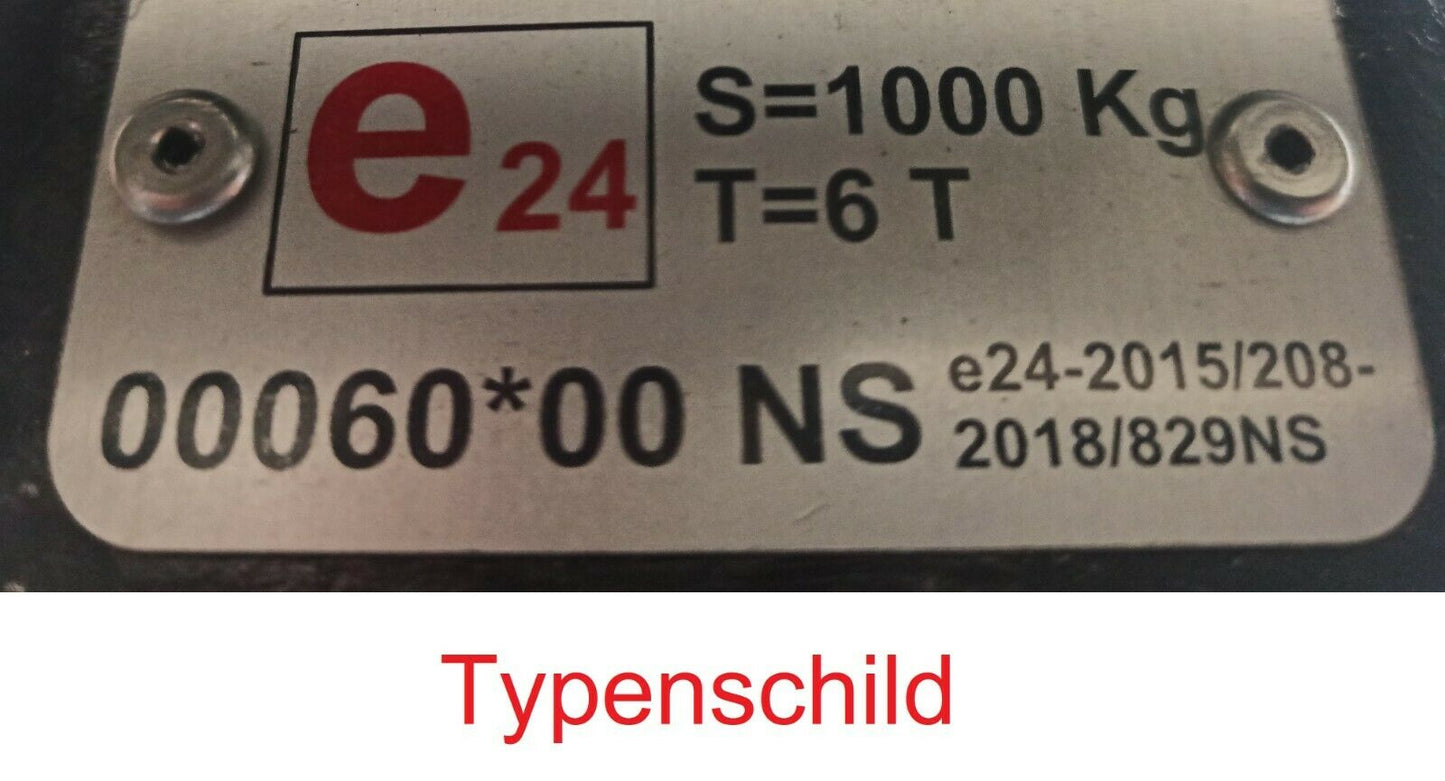 e24
S=1000 Kg
T=6 T
00060*00 NS
e24-2015/208-
2018/829NS
Typenschild